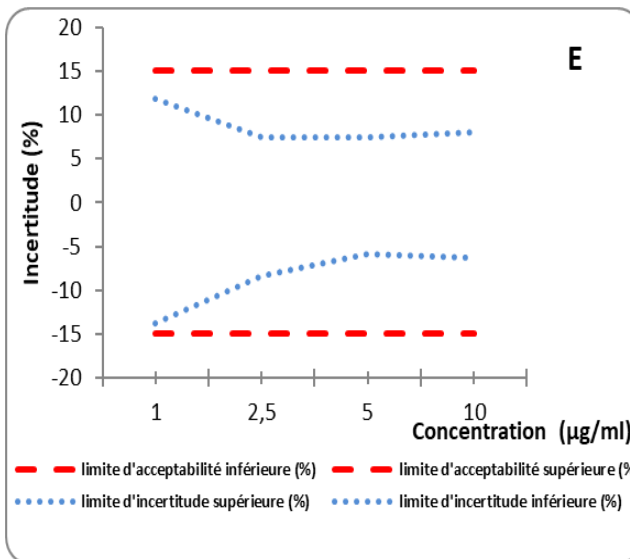 20
E
15
10
5
0
-5
-10
-15
-20
Incertitude (%)
1 2,5 5 10
Concentration (µg/ml)
limite d'acceptabilité inférieure (%) limite d'acceptabilité supérieure (%
limite d'incertitude supérieure (%) limite d'incertitude inférieure (%)